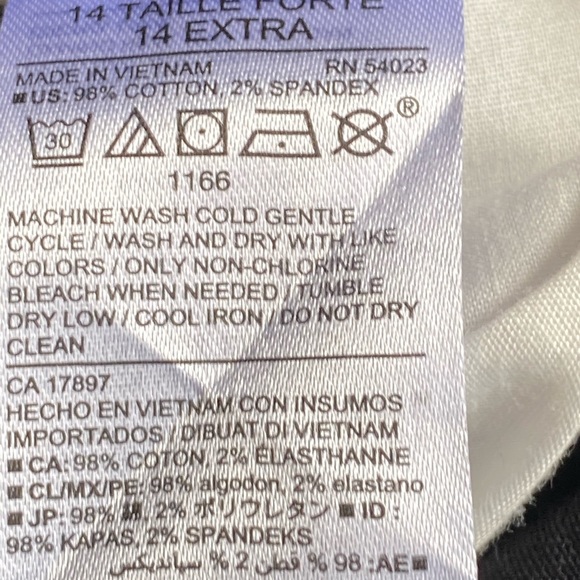 14 TAILLE FORTE
14 EXTRA
MADE IN VIETNAM RN 54023
US: 98% COTTON, 2% SPANDEX
30
®
1166
MACHINE WASH COLD GENTLE
CYCLE / WASH AND DRY WITH LIKE
COLORS / ONLY NON-CHLORINE
BLEACH WHEN NEEDED / TUMBLE
DRY LOW / COOL IRON / DO NOT DRY
CLEAN
CA 17897
HECHO EN VIETNAM CON INSUMOS
IMPORTADOS / DIBUAT DI VIETNAM
CA: 98% COTON, 2% ÉLASTHANNE
CL/MX/PE: 98% algodon, 2% elastano
JP: 98% 綿, 2% ポリウレタン ID :
98% KAPAS, 2% SPANDEKS
AE: 98 % قطن 2 % سباندیکس